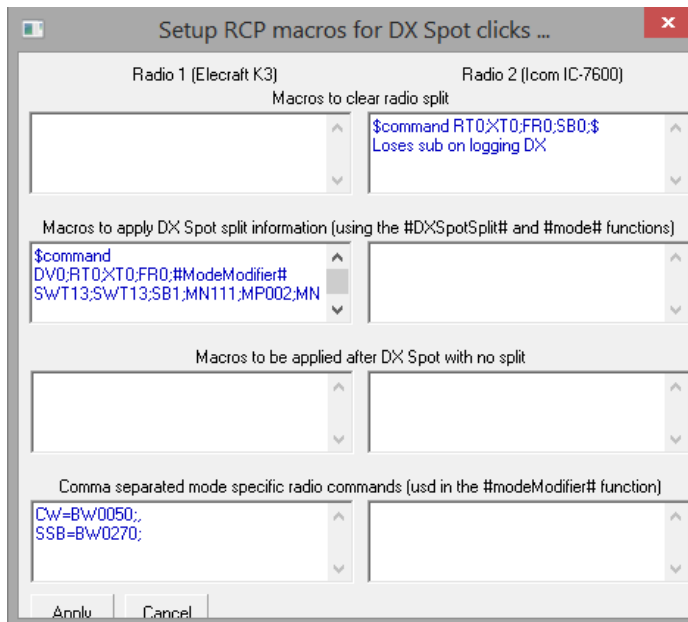 Setup RCP macros for DX Spot clicks ...
x
Radio 1 (Elecraft K3) Radio 2 (Icom IC-7600)
Macros to clear radio split
$command RT0;XT0;FR0;SB0;$
Loses sub on logging DX
Macros to apply DX Spot split information (using the #DXSpotSplit# and #mode# functions)
$command
DV0;RT0;XT0;FR0;#ModeModifier#
SWT13;SWT13;SB1;MN111;MP002;MN
Macros to be applied after DX Spot with no split
Comma separated mode specific radio commands (usd in the #modeModifier# function)
CW=BW0050;,
SSB=BW0270;
Apply Cancel